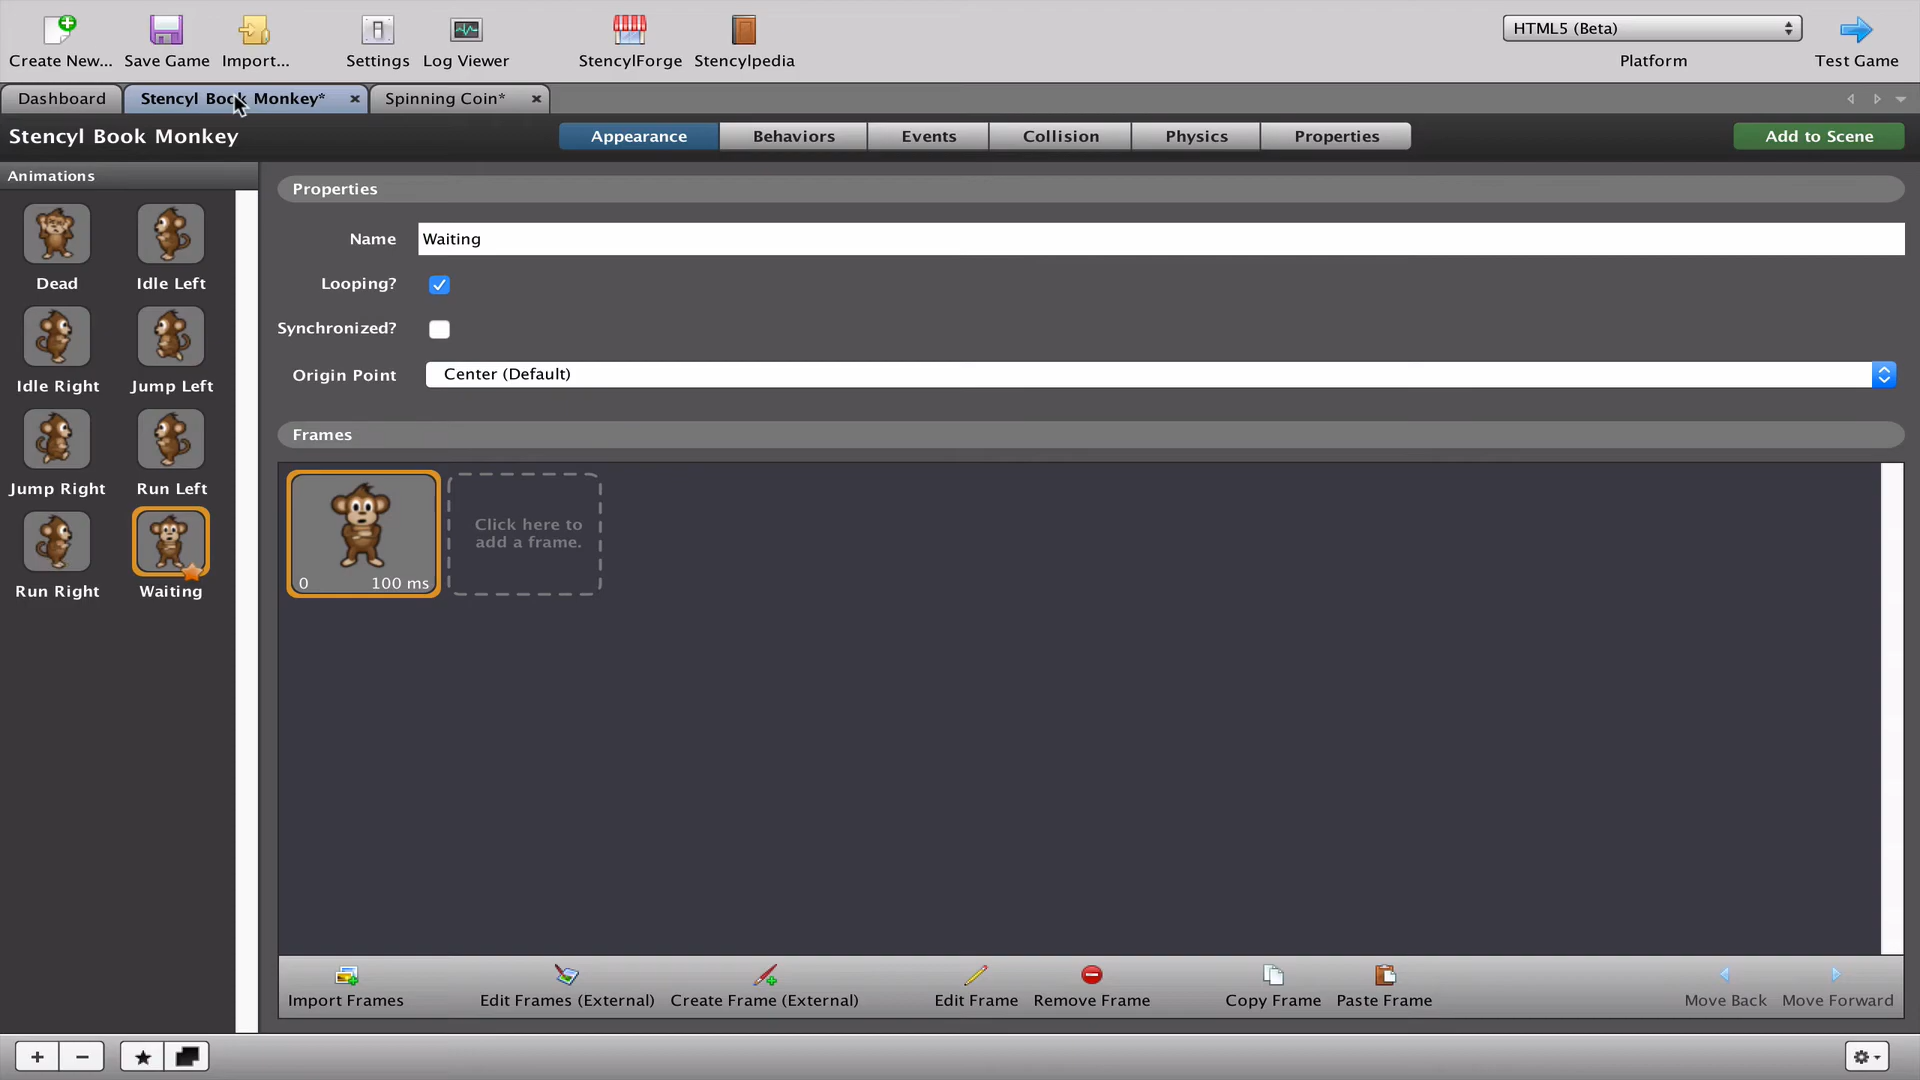 Create New...
Save Game
Import...
Settings
Log Viewer
StencylForge
Stencylpedia
HTML5 (Beta)
Platform
Test Game
Dashboard
Stencyl Book Monkey*
Spinning Coin*
Stencyl Book Monkey
Appearance
Behaviors
Events
Collision
Physics
Properties
Add to Scene
Animations
Dead
Idle Left
Idle Right
Jump Left
Jump Right
Run Left
Run Right
Waiting
Properties
Name
Waiting
Looping?
Synchronized?
Origin Point
Center (Default)
Frames
0
100 ms
Click here to
add a frame.
Import Frames
Edit Frames (External)
Create Frame (External)
Edit Frame
Remove Frame
Copy Frame
Paste Frame
Move Back
Move Forward